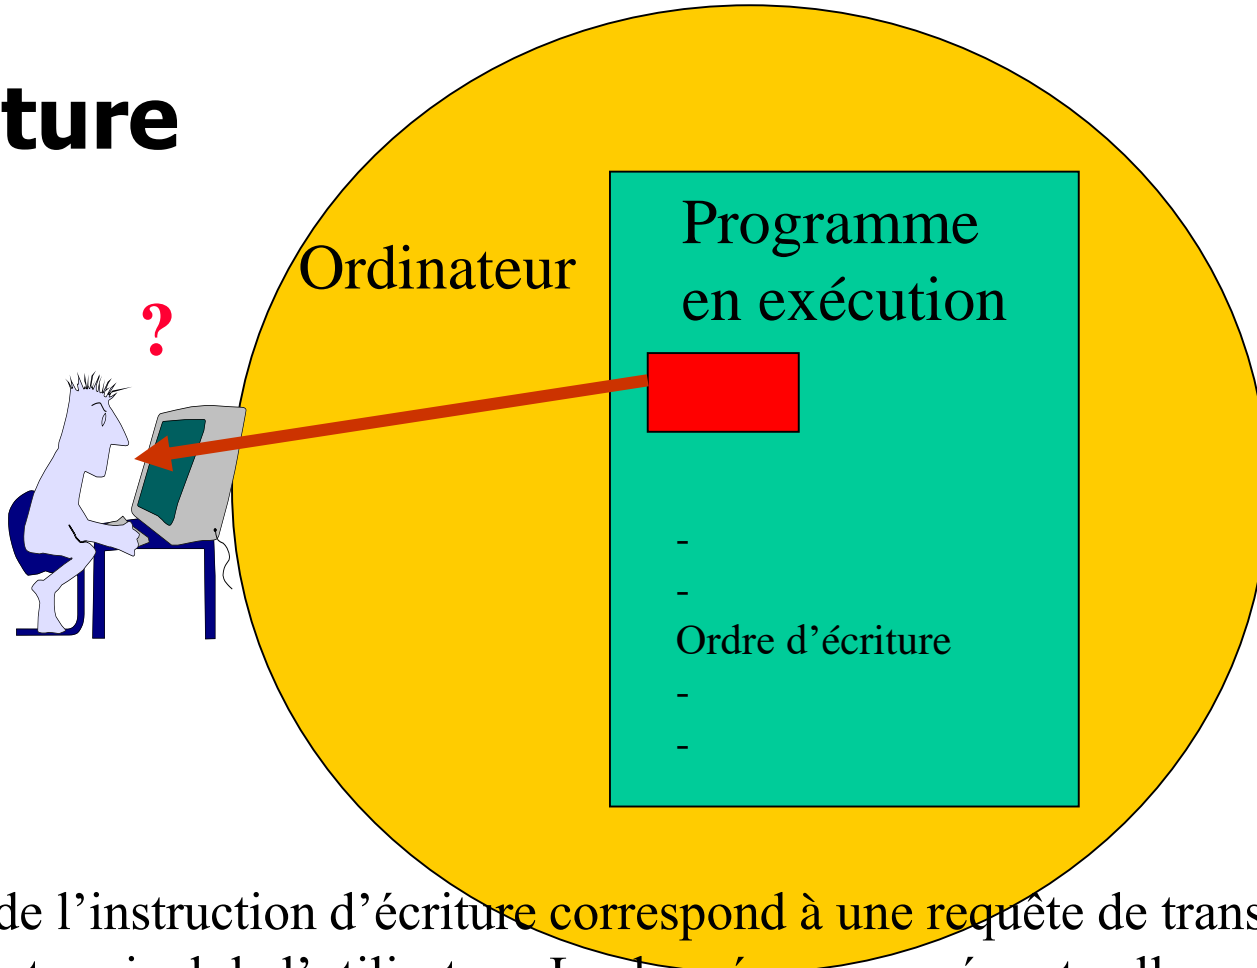 ture
Programme
Ordinateur
en exécution
?
-
-
Ordre d’écriture
-
-
de l’instruction d’écriture correspond à une requête de trans